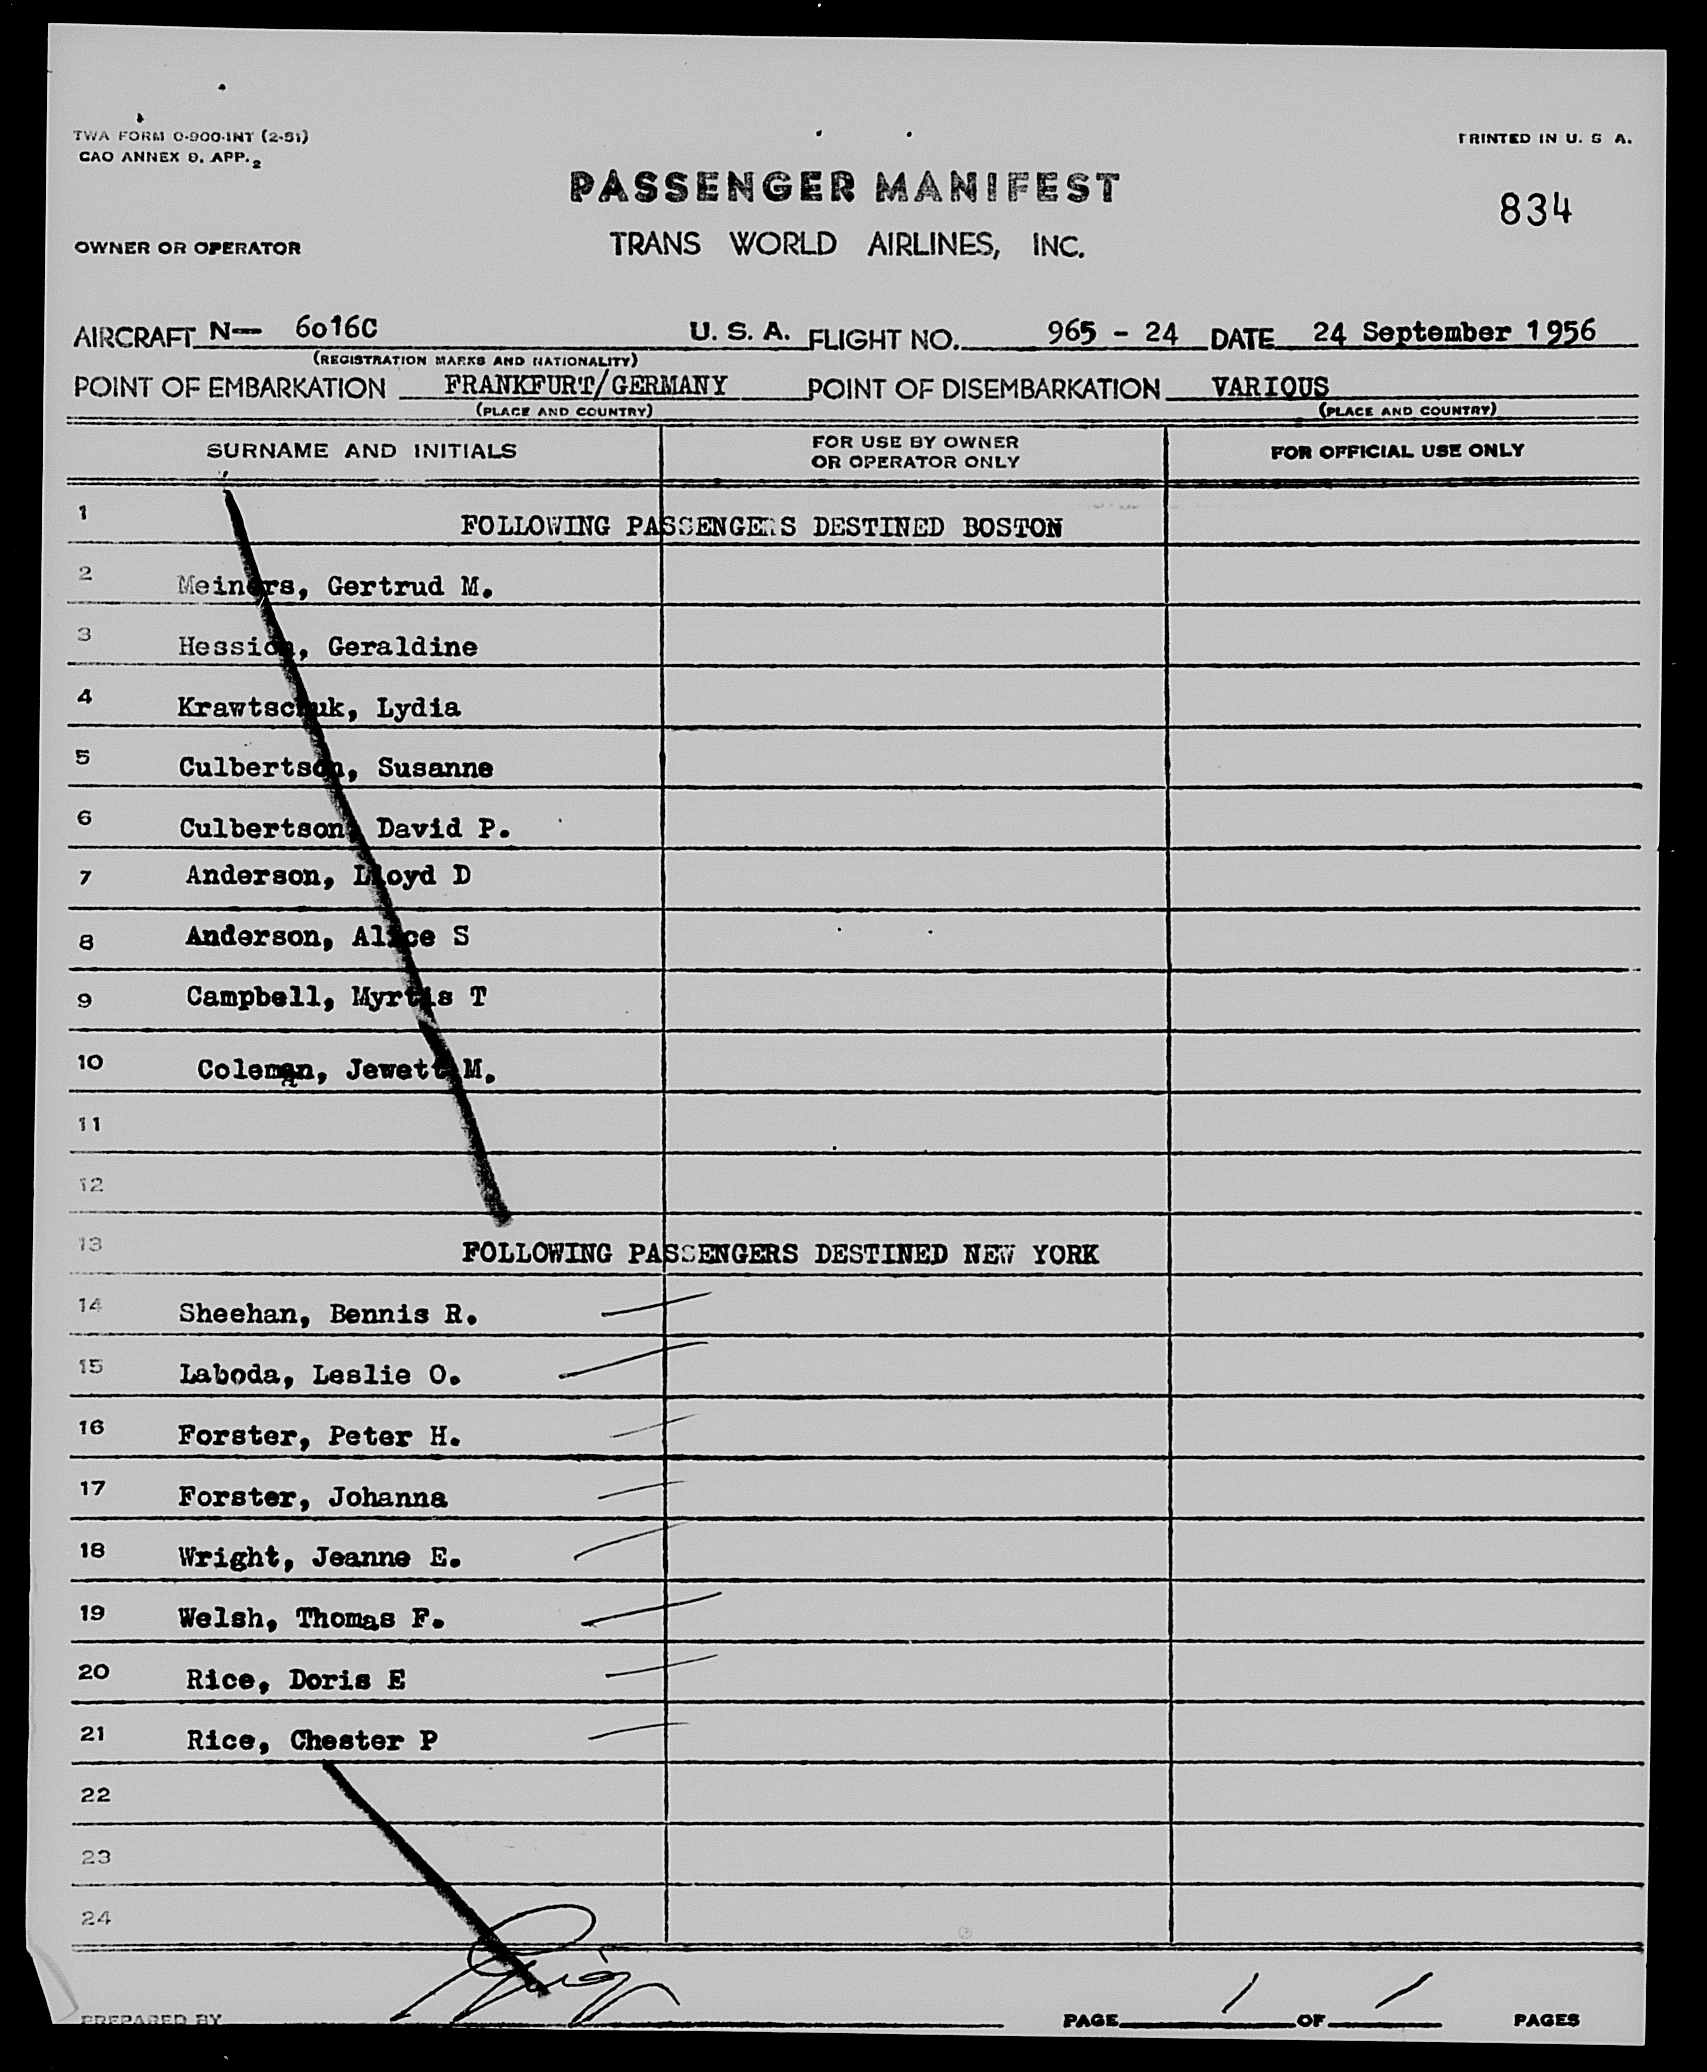 TWA FORM O-900-INT (2-51)
CAO ANNEX 9, APP. 2
PRINTED IN U. S A.
PASSENGER MANIFEST
834
OWNER OR OPERATOR
TRANS WORLD AIRLINES, INC.
AIRCRAFT N— 6o16C U. S. A. FLIGHT NO. 965 - 24 DATE 24 September 1956
(REGISTRATION MARKS AND NATIONALITY)
POINT OF EMBARKATION FRANKFURT/GERMANY POINT OF DISEMBARKATION VARIOUS
(PLACE AND COUNTRY) (PLACE AND COUNTRY)
SURNAME AND INITIALS FOR USE BY OWNER OR OPERATOR ONLY FOR OFFICIAL USE ONLY
1 FOLLOWING PASSENGERS DESTINED BOSTON
2 Meiners, Gertrud M.
3 Hession, Geraldine
4 Krawtschuk, Lydia
5 Culbertson, Susanne
6 Culbertson, David P.
7 Anderson, Lloyd D
8 Anderson, Alice S
9 Campbell, Myrtis T
10 Coleman, Jewett M.
11
12
13 FOLLOWING PASSENGERS DESTINED NEW YORK
14 Sheehan, Bennis R.
15 Laboda, Leslie O.
16 Forster, Peter H.
17 Forster, Johanna
18 Wright, Jeanne E.
19 Welsh, Thomas F.
20 Rice, Doris E
21 Rice, Chester P
22
23
24
PREPARED BY PAGE 1 OF 1 PAGES